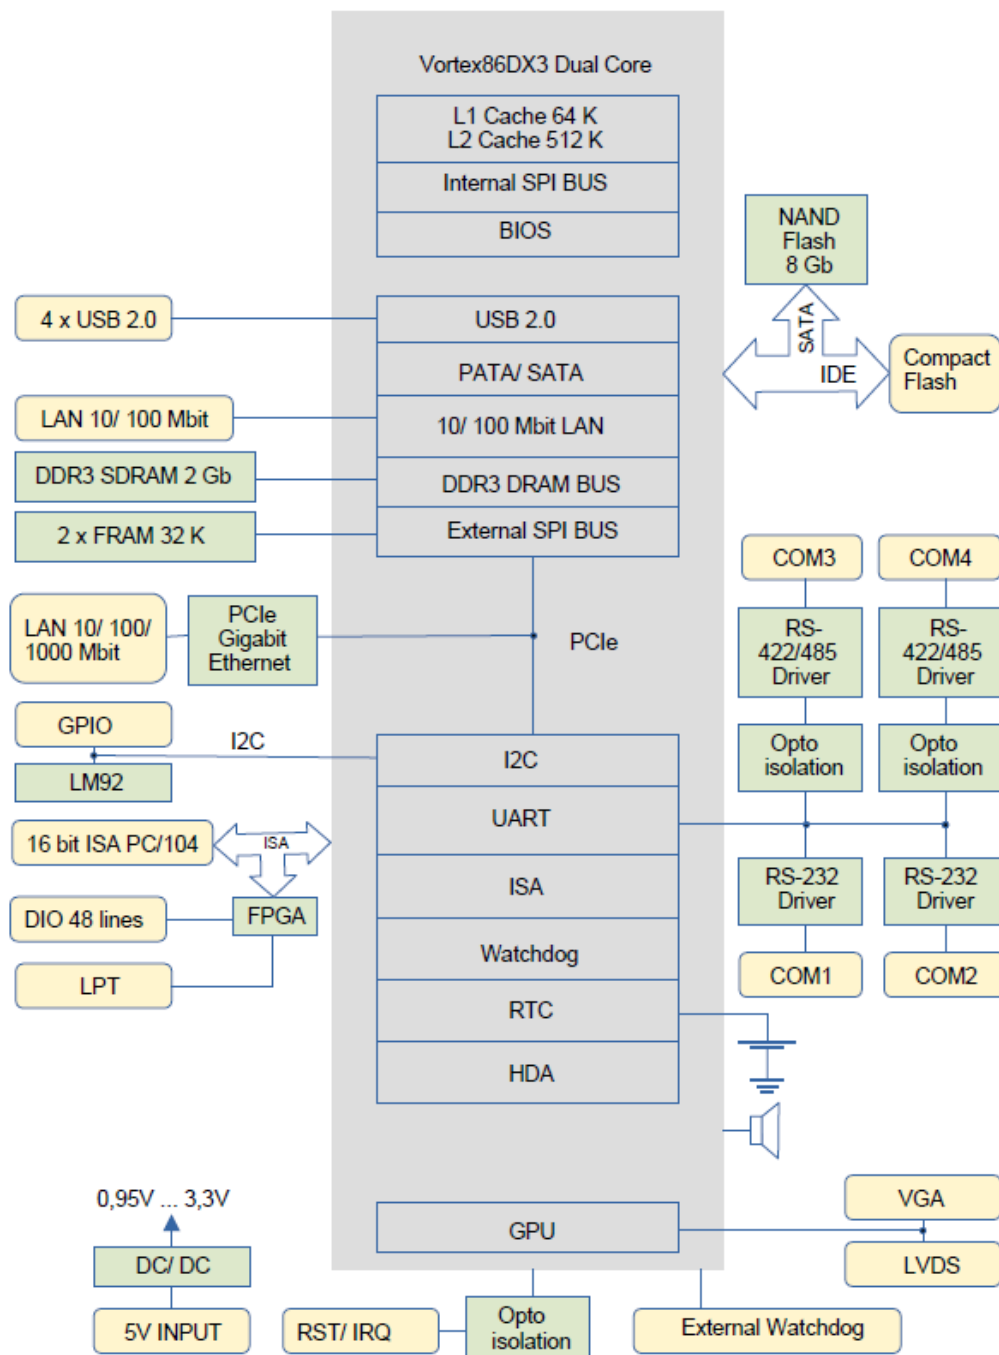 Vortex86DX3 Dual Core
L1 Cache 64 K
L2 Cache 512 K
Internal SPI BUS
BIOS
NAND
Flash
8 Gb
SATA
IDE
Compact
Flash
4 x USB 2.0
USB 2.0
PATA/ SATA
LAN 10/ 100 Mbit
10/ 100 Mbit LAN
DDR3 SDRAM 2 Gb
DDR3 DRAM BUS
2 x FRAM 32 K
External SPI BUS
LAN 10/ 100/
1000 Mbit
PCIe
Gigabit
Ethernet
PCIe
COM3
COM4
RS-
422/485
Driver
RS-
422/485
Driver
Opto
isolation
Opto
isolation
GPIO
I2C
LM92
I2C
UART
16 bit ISA PC/104
ISA
ISA
DIO 48 lines
FPGA
LPT
RS-232
Driver
RS-232
Driver
COM1
COM2
Watchdog
RTC
HDA
0,95V ... 3,3V
DC/ DC
5V INPUT
GPU
VGA
LVDS
RST/ IRQ
Opto
isolation
External Watchdog